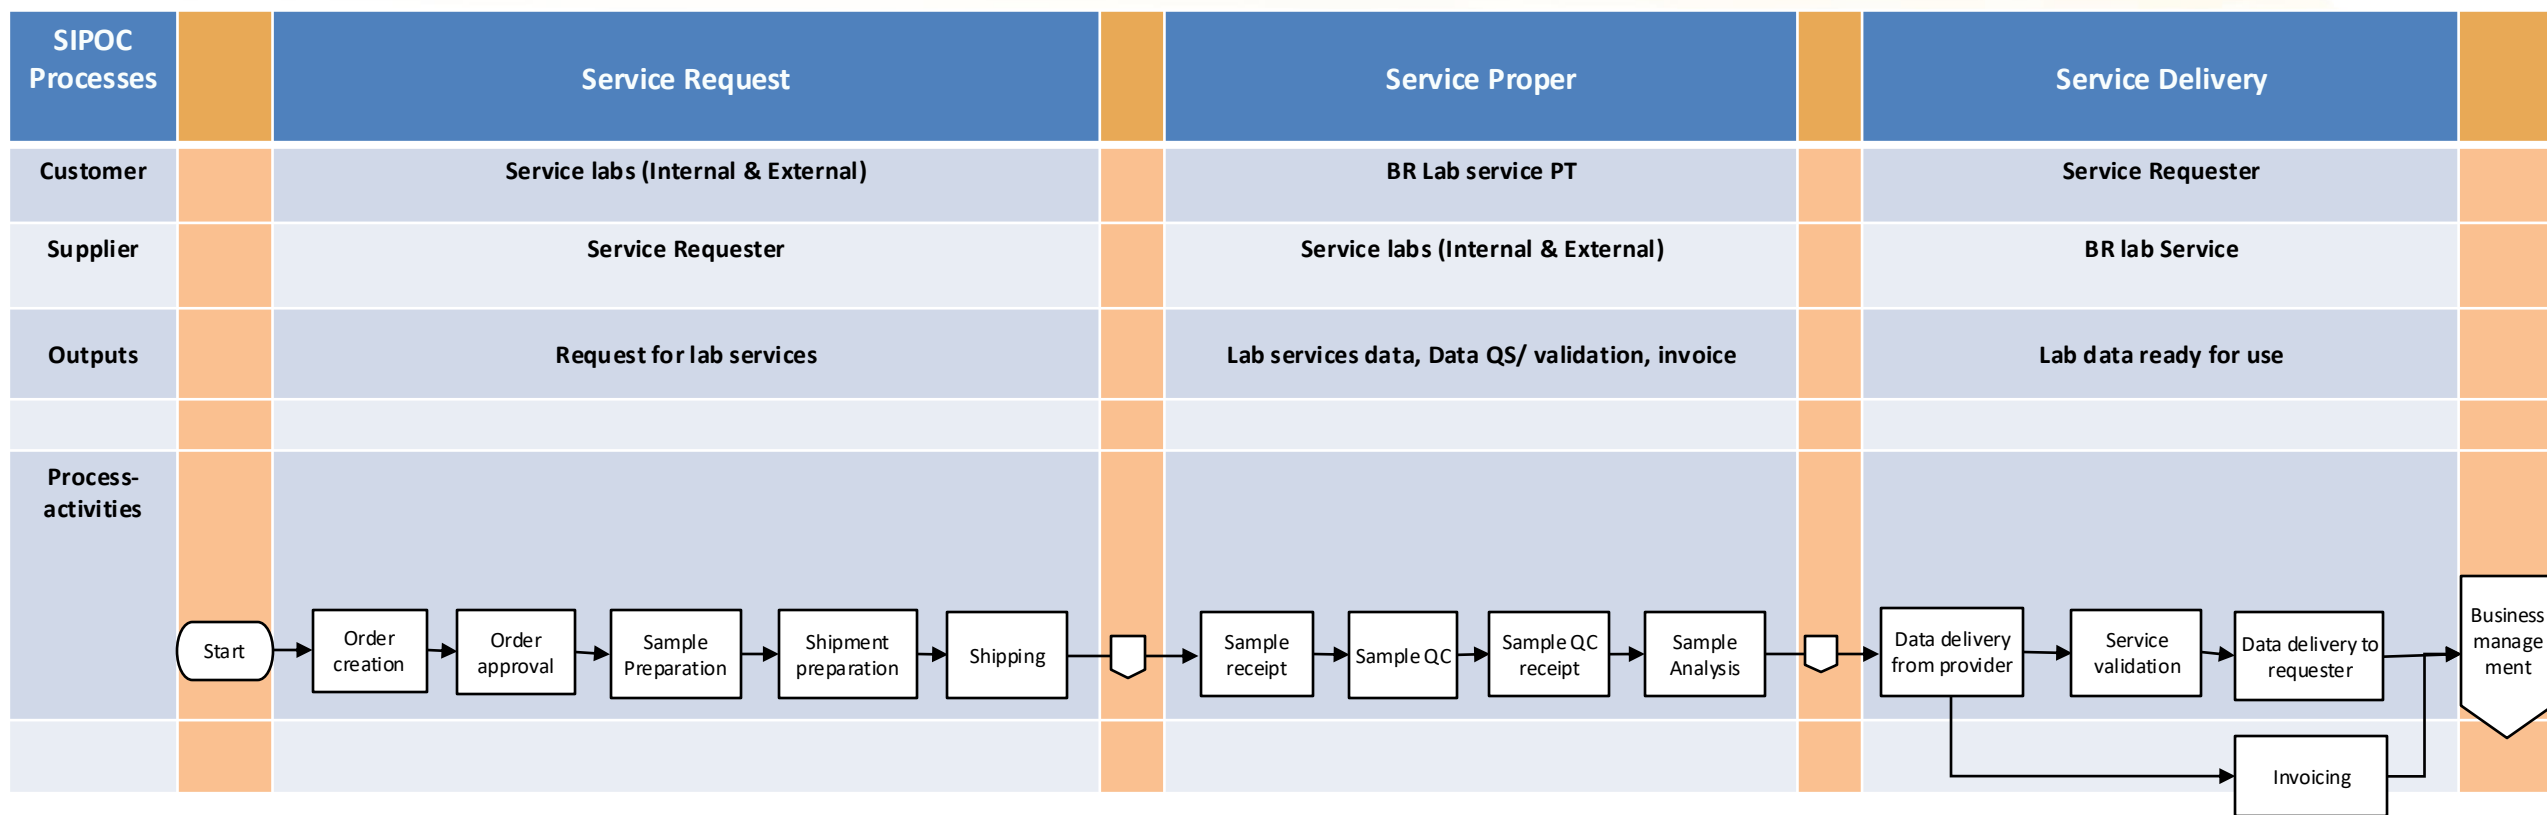 SIPOC
Processes
Service Request
Service Proper
Service Delivery
Customer
Service labs (Internal & External)
BR Lab service PT
Service Requester
Supplier
Service Requester
Service labs (Internal & External)
BR lab Service
Outputs
Request for lab services
Lab services data, Data QS/ validation, invoice
Lab data ready for use
Process-
activities
Start
Order
creation
Order
approval
Sample
Preparation
Shipment
preparation
Shipping
Sample
receipt
Sample QC
Sample QC
receipt
Sample
Analysis
Data delivery
from provider
Service
validation
Data delivery to
requester
Business
manage
ment
Invoicing